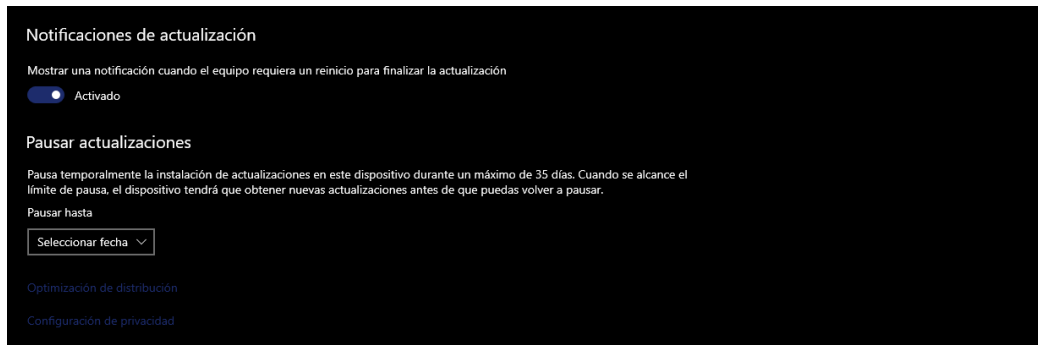 Notificaciones de actualización
Mostrar una notificación cuando el equipo requiera un reinicio para finalizar la actualización
Activado
Pausar actualizaciones
Pausa temporalmente la instalación de actualizaciones en este dispositivo durante un máximo de 35 días. Cuando se alcance el
límite de pausa, el dispositivo tendrá que obtener nuevas actualizaciones antes de que puedas volver a pausar.
Pausar hasta
Seleccionar fecha
Optimización de distribución
Configuración de privacidad